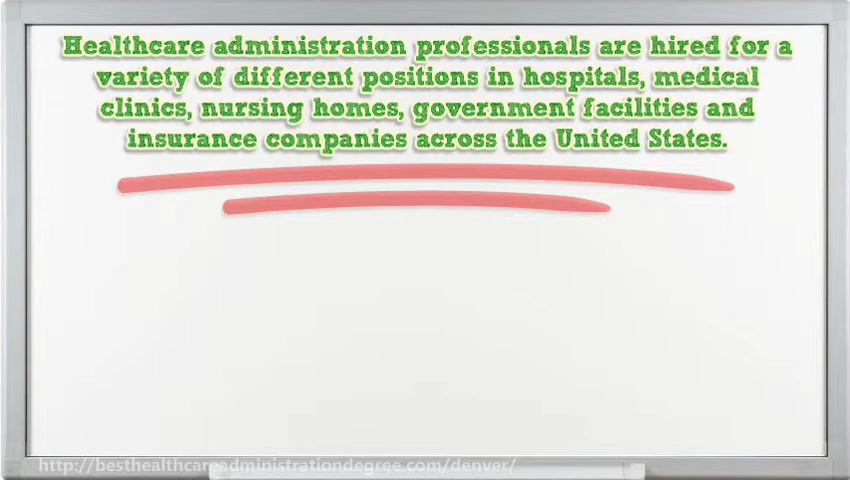 Healthcare administration professionals are hired for a
variety of different positions in hospitals, medical
clinics, nursing homes, government facilities and
insurance companies across the United States.
http://besthealthcareadministrationdegree.com/denver/